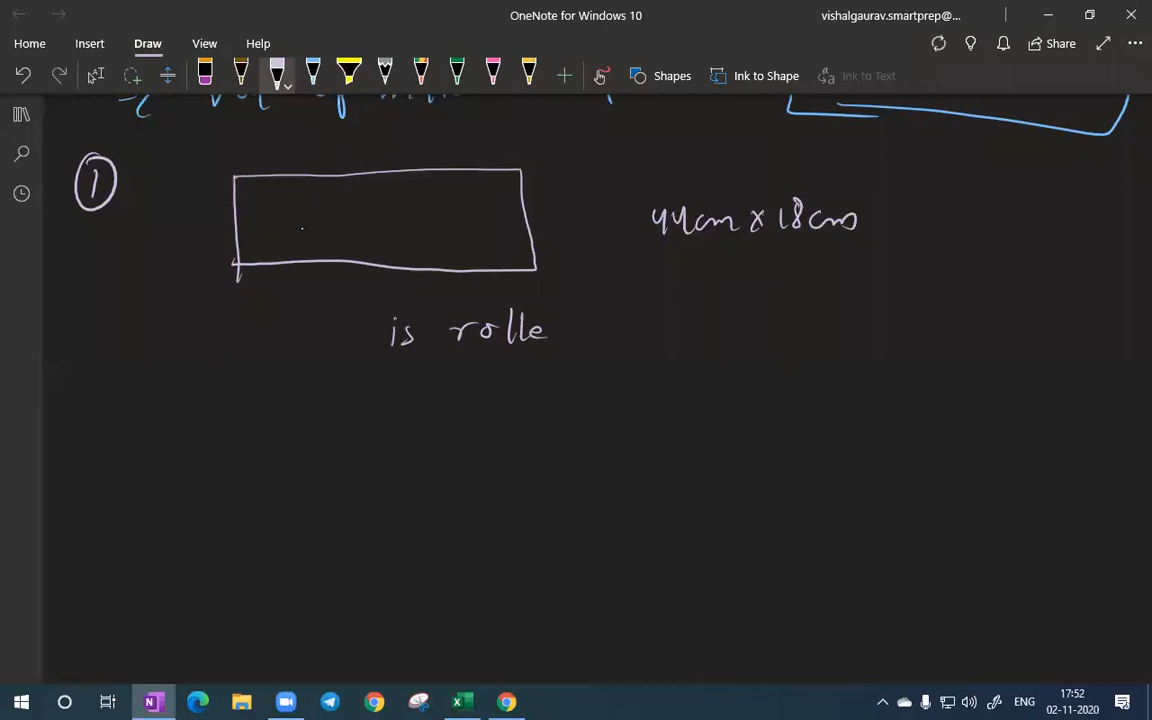 OneNote for Windows 10
vishalgaurav.smartprep@...
Home Insert Draw View Help
Share
Shapes
Ink to Shape
Ink to Text
1
44cm x 18cm
is rolle
ENG
17:52
02-11-2020